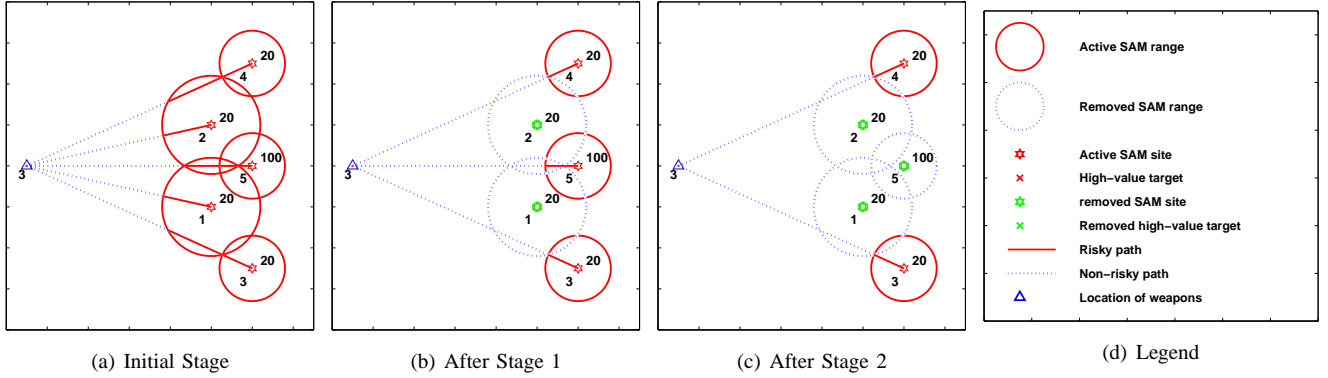 20
4
20
2
100
5
3
20
1
20
3
(a) Initial Stage
20
4
20
2
100
5
3
20
1
20
3
(b) After Stage 1
20
4
20
2
100
5
3
20
1
20
3
(c) After Stage 2
Active SAM range
Removed SAM range
Active SAM site
High-value target
removed SAM site
Removed high-value target
Risky path
Non-risky path
Location of weapons
(d) Legend